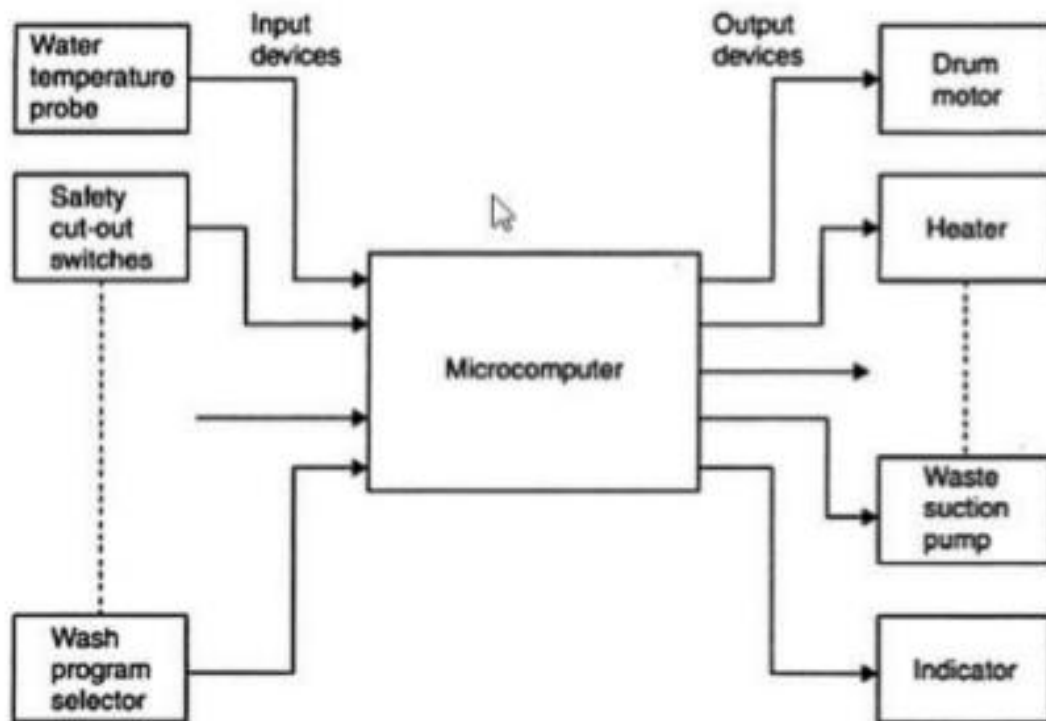 Water
temperature
probe
Input
devices
Output
devices
Drum
motor
Safety
cut-out
switches
Heater
Microcomputer
Waste
suction
pump
Wash
program
selector
Indicator